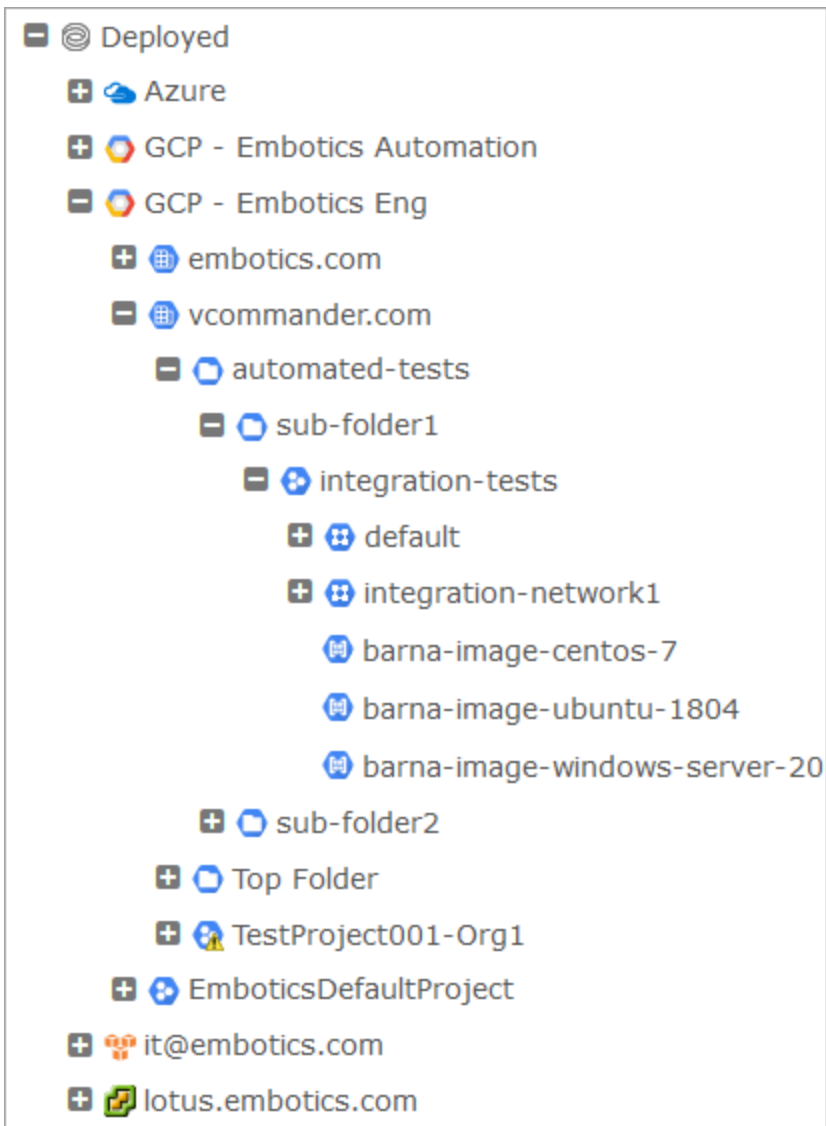 Deployed
Azure
GCP - Embotics Automation
GCP - Embotics Eng
embotics.com
vcommander.com
automated-tests
sub-folder1
integration-tests
default
integration-network1
barna-image-centos-7
barna-image-ubuntu-1804
barna-image-windows-server-20
sub-folder2
Top Folder
TestProject001-Org1
EmboticsDefaultProject
it@embotics.com
lotus.embotics.com